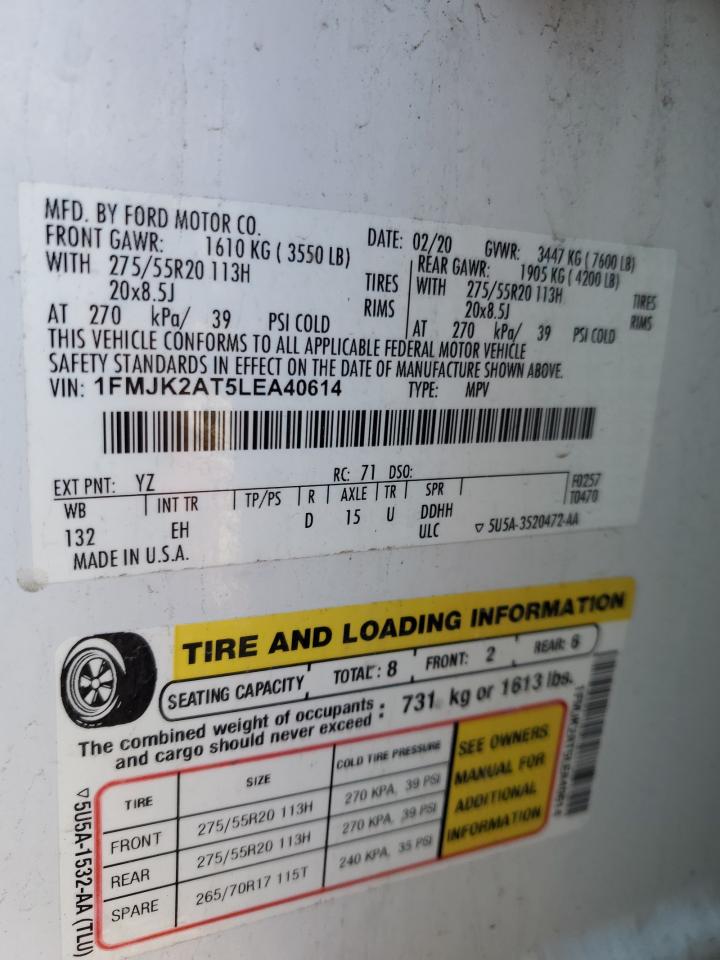 MFD. BY FORD MOTOR CO. DATE: 02/20 GVWR: 3447 KG ( 7600 LB)
FRONT GAWR: 1610 KG ( 3550 LB) REAR GAWR: 1905 KG ( 4200 LB)
WITH 275/55R20 113H TIRES WITH 275/55R20 113H TIRES
20x8.5J RIMS 20x8.5J RIMS
AT 270 kPa/ 39 PSI COLD AT 270 kPa/ 39 PSI COLD
THIS VEHICLE CONFORMS TO ALL APPLICABLE FEDERAL MOTOR VEHICLE
SAFETY STANDARDS IN EFFECT ON THE DATE OF MANUFACTURE SHOWN ABOVE.
VIN: 1FMJK2AT5LEA40614 TYPE: MPV
EXT PNT: YZ RC: 71 DSO: F0257
WB INT TR TP/PS R AXLE TR SPR T0470
132 EH D 15 U DDHH
ULC ▽ 5U5A-3520472-AA
MADE IN U.S.A.
TIRE AND LOADING INFORMATION
SEATING CAPACITY TOTAL: 8 FRONT: 2 REAR: 6
The combined weight of occupants : 731 kg or 1613 lbs.
and cargo should never exceed
TIRE SIZE COLD TIRE PRESSURE
FRONT 275/55R20 113H 270 KPA, 39 PSI
REAR 275/55R20 113H 270 KPA, 39 PSI
SPARE 265/70R17 115T 240 KPA, 35 PSI
SEE OWNERS
MANUAL FOR
ADDITIONAL
INFORMATION
▽5U5A-1532-AA (TLU)
1FMJK2AT5LEA40614